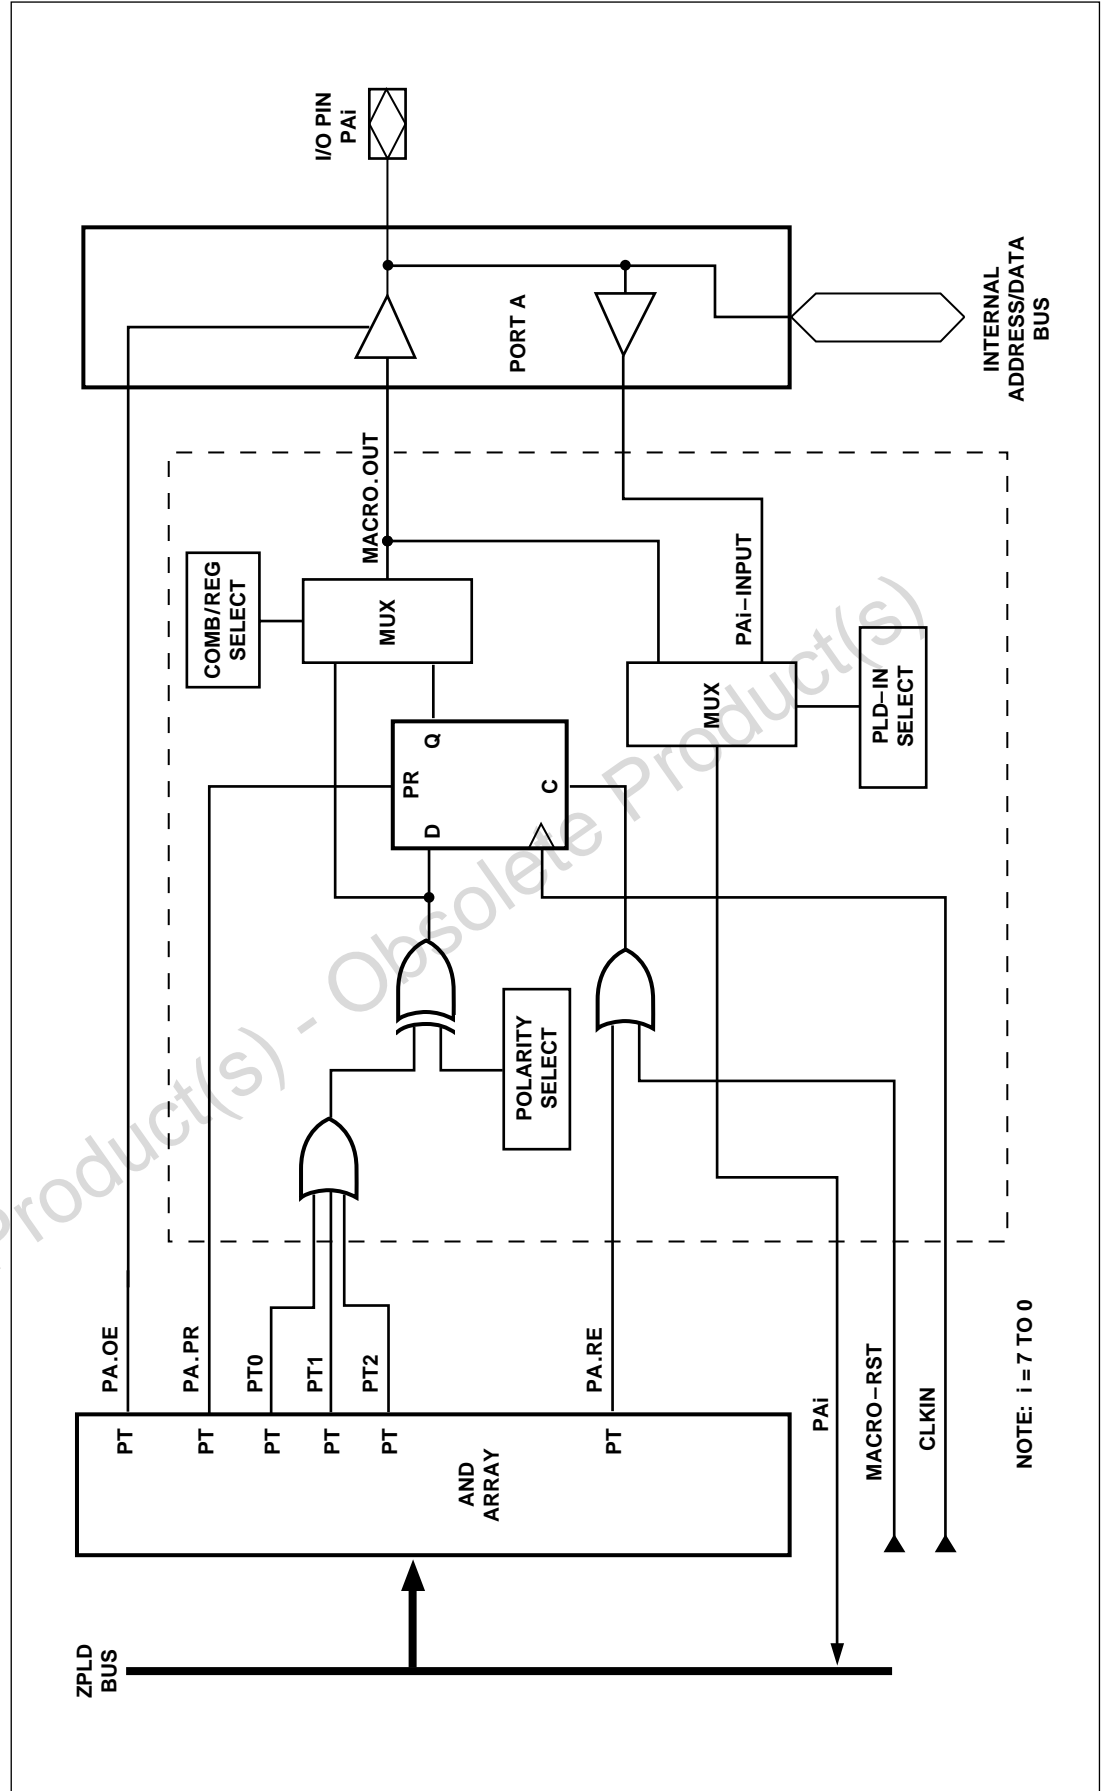 ZPLD
BUS
AND
ARRAY
PT
PT
PT
PT
PT
PT
PA.OE
PA.PR
PT0
PT1
PT2
PA.RE
PAi
MACRO–RST
CLKIN
POLARITY
SELECT
D
PR
Q
C
COMB/REG
SELECT
MUX
MACRO.OUT
MUX
PAi–INPUT
PLD–IN
SELECT
PORT A
I/O PIN
PAi
INTERNAL
ADDRESS/DATA
BUS
NOTE: i = 7 TO 0
Product(s) - Obsolete Product(s)